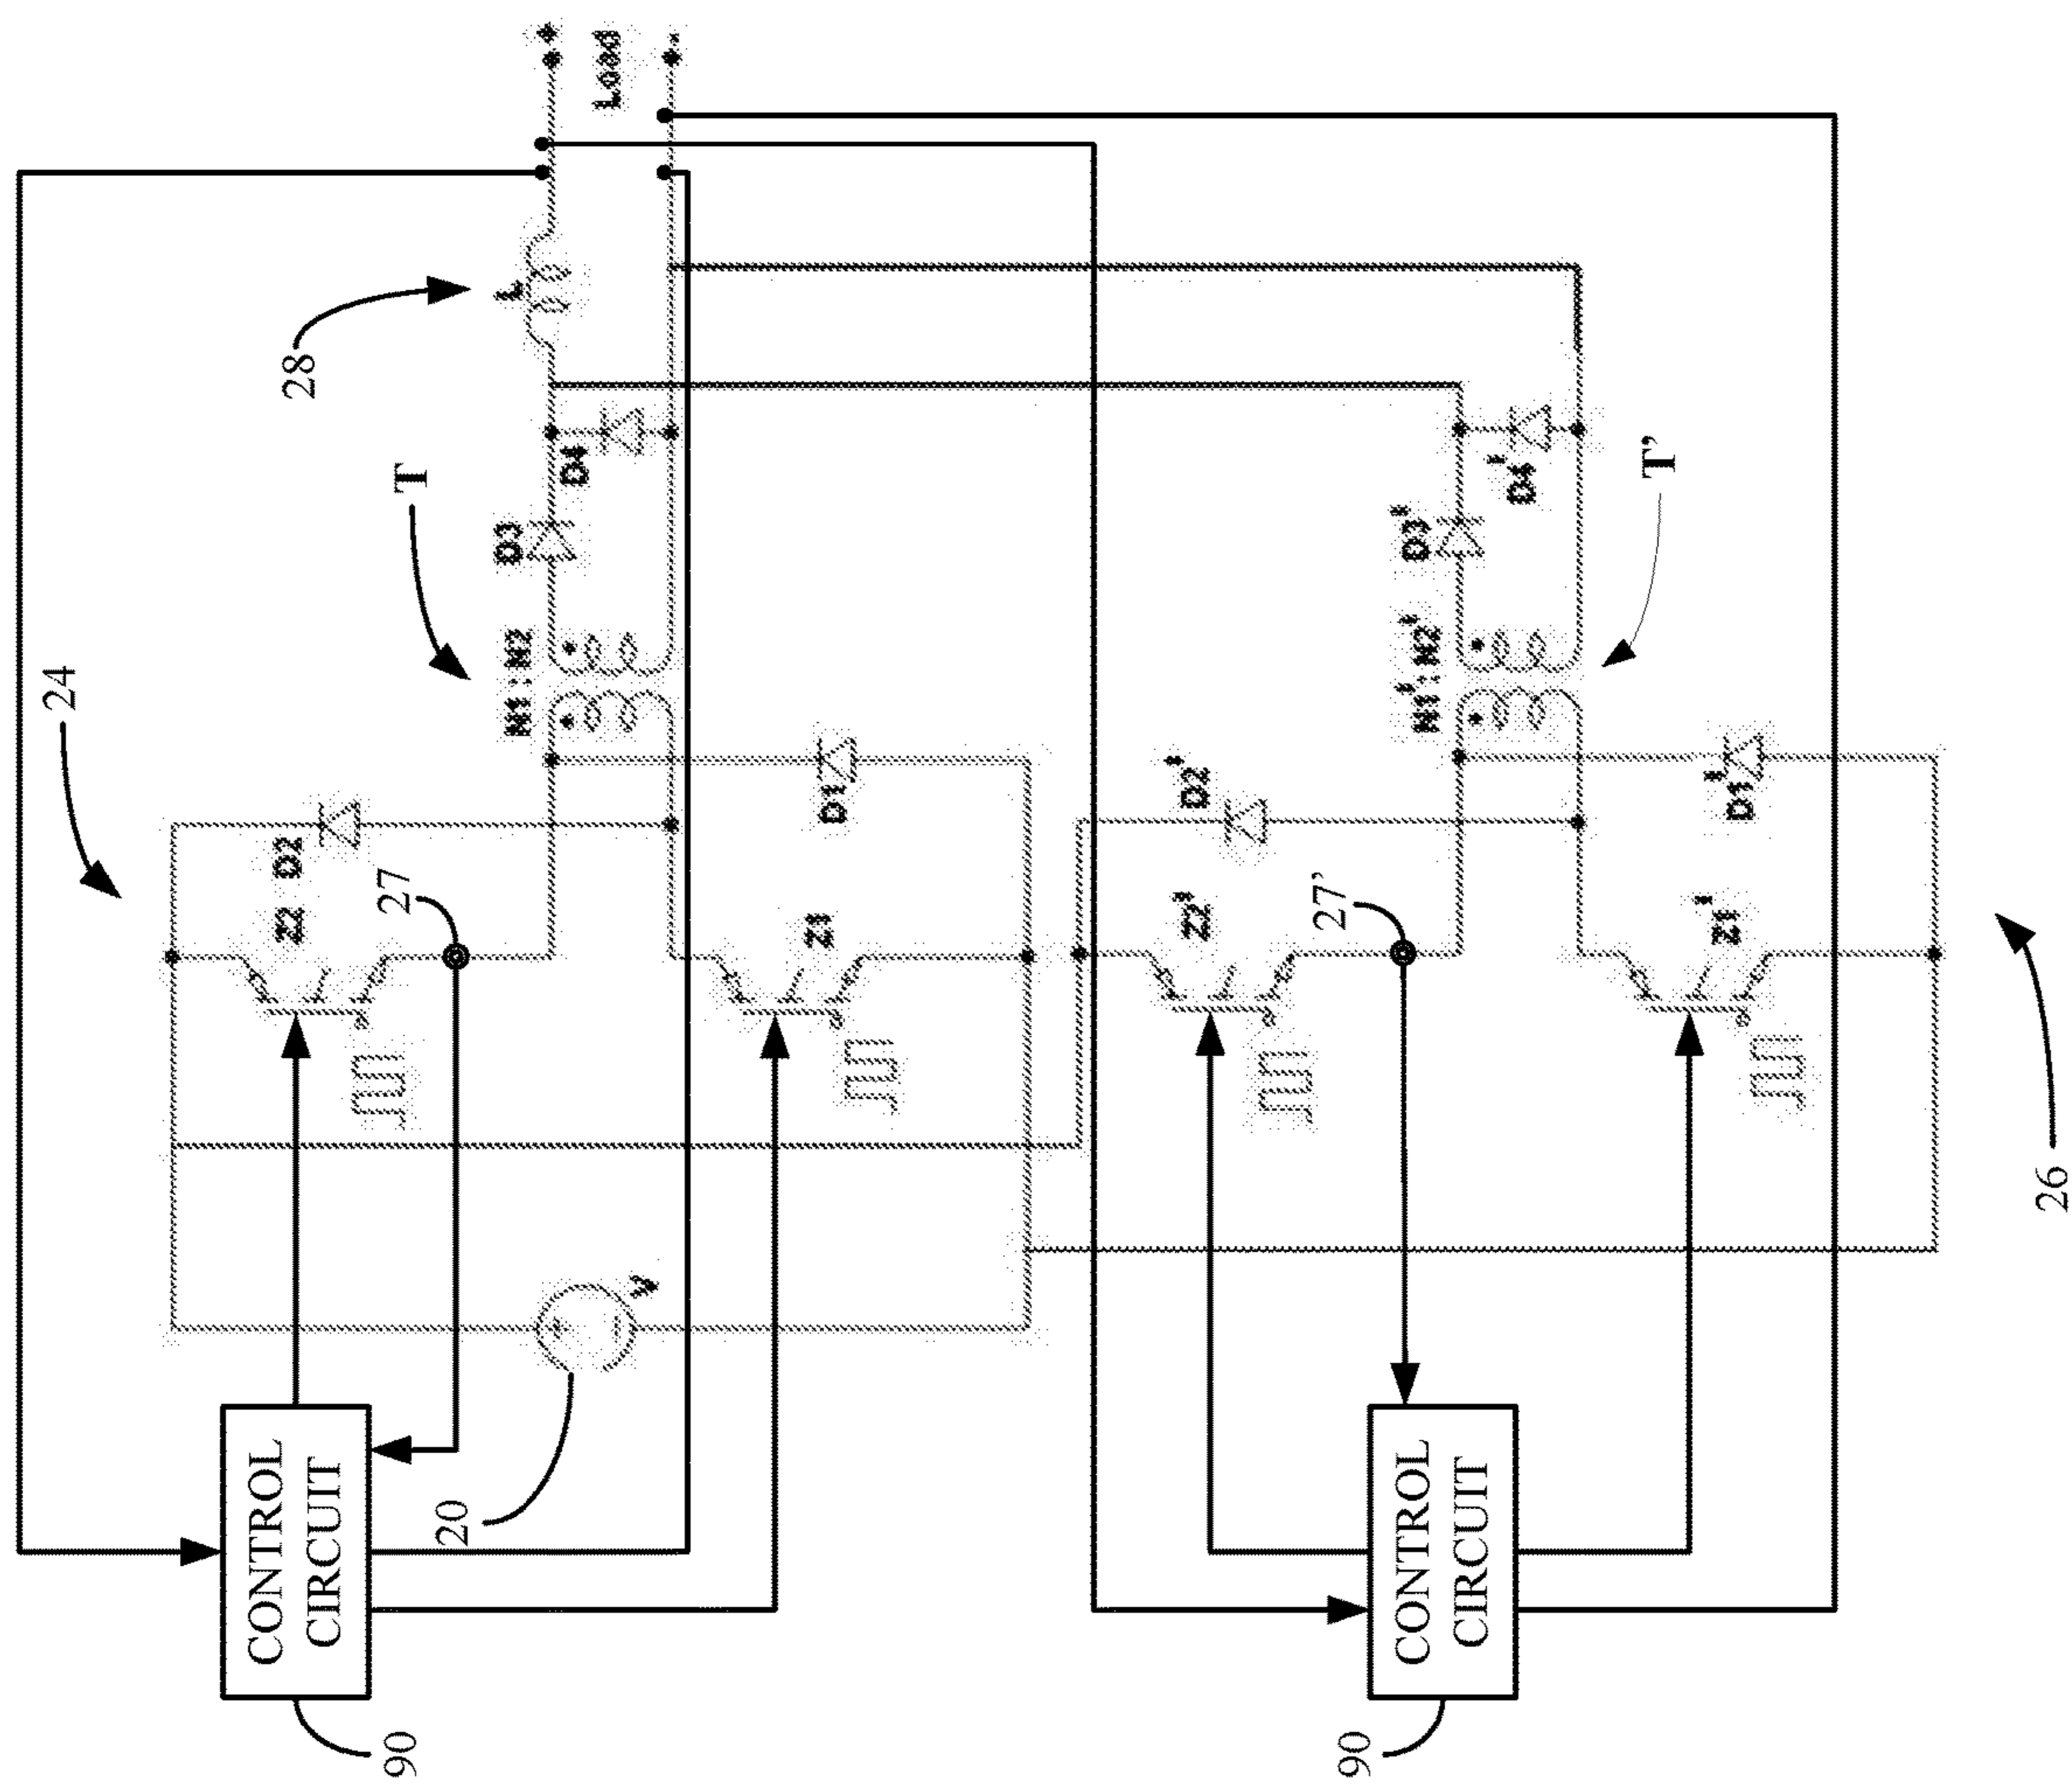 24
26
28
T
T'
+
Load
-
L
D4
D3
N1:N2
D2
Z2
27
D1
Z1
V
20
CONTROL
CIRCUIT
90
D4'
D3'
N1':N2'
D2'
Z2'
27'
D1'
Z1'
CONTROL
CIRCUIT
90